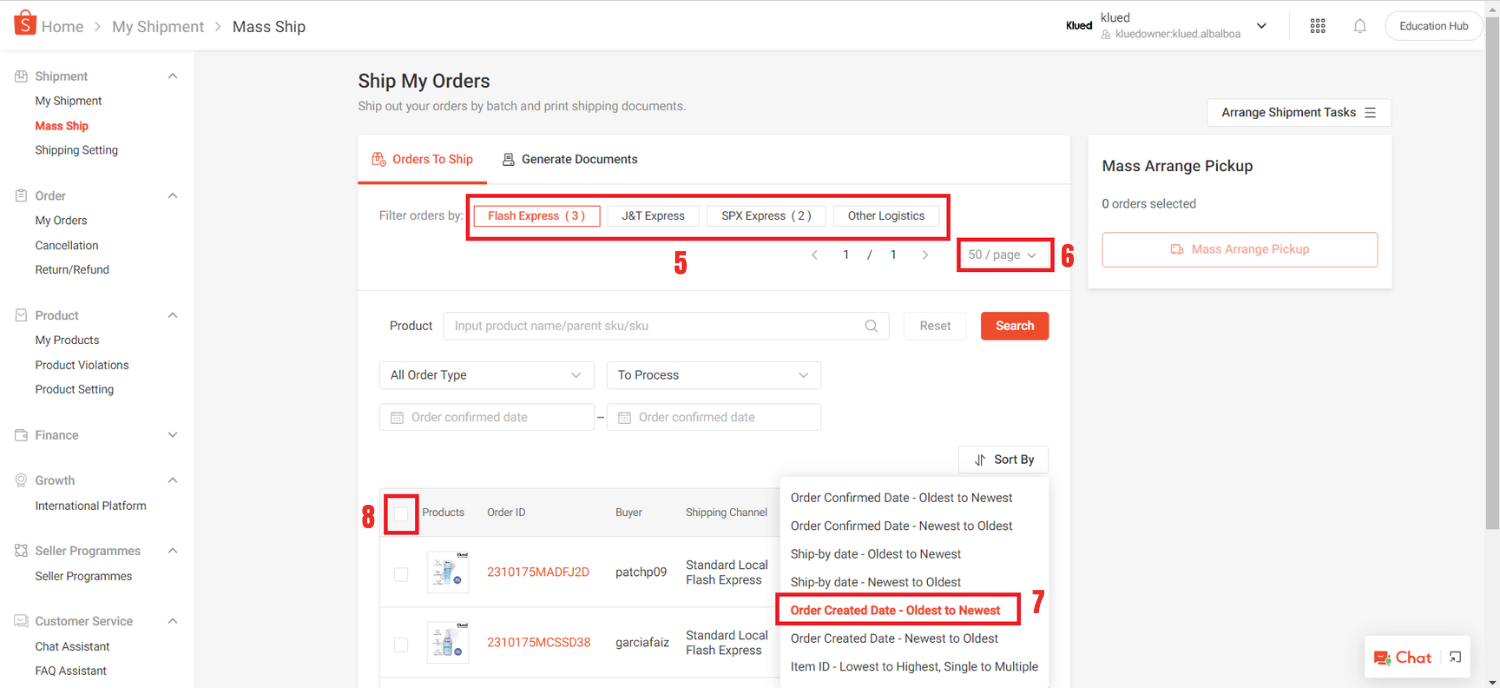 Home > My Shipment > Mass Ship
Klued
klued
kluedowner:klued.albalboa
Education Hub
Shipment
My Shipment
Mass Ship
Shipping Setting
Order
My Orders
Cancellation
Return/Refund
Product
My Products
Product Violations
Product Setting
Finance
Growth
International Platform
Seller Programmes
Seller Programmes
Customer Service
Chat Assistant
FAQ Assistant
Ship My Orders
Ship out your orders by batch and print shipping documents.
Arrange Shipment Tasks
Orders To Ship
Generate Documents
Filter orders by:
Flash Express ( 3 )
J&T Express
SPX Express ( 2 )
Other Logistics
5
< 1 / 1 >
50 / page
6
Product
Input product name/parent sku/sku
Reset
Search
All Order Type
To Process
Order confirmed date – Order confirmed date
Sort By
8
Products
Order ID
Buyer
Shipping Channel
Klued
2310175MADFJ2D
patchp09
Standard Local
Flash Express
Klued
2310175MCSSD38
garciafaiz
Standard Local
Flash Express
Order Confirmed Date - Oldest to Newest
Order Confirmed Date - Newest to Oldest
Ship-by date - Oldest to Newest
Ship-by date - Newest to Oldest
Order Created Date - Oldest to Newest
7
Order Created Date - Newest to Oldest
Item ID - Lowest to Highest, Single to Multiple
Mass Arrange Pickup
0 orders selected
Mass Arrange Pickup
Chat